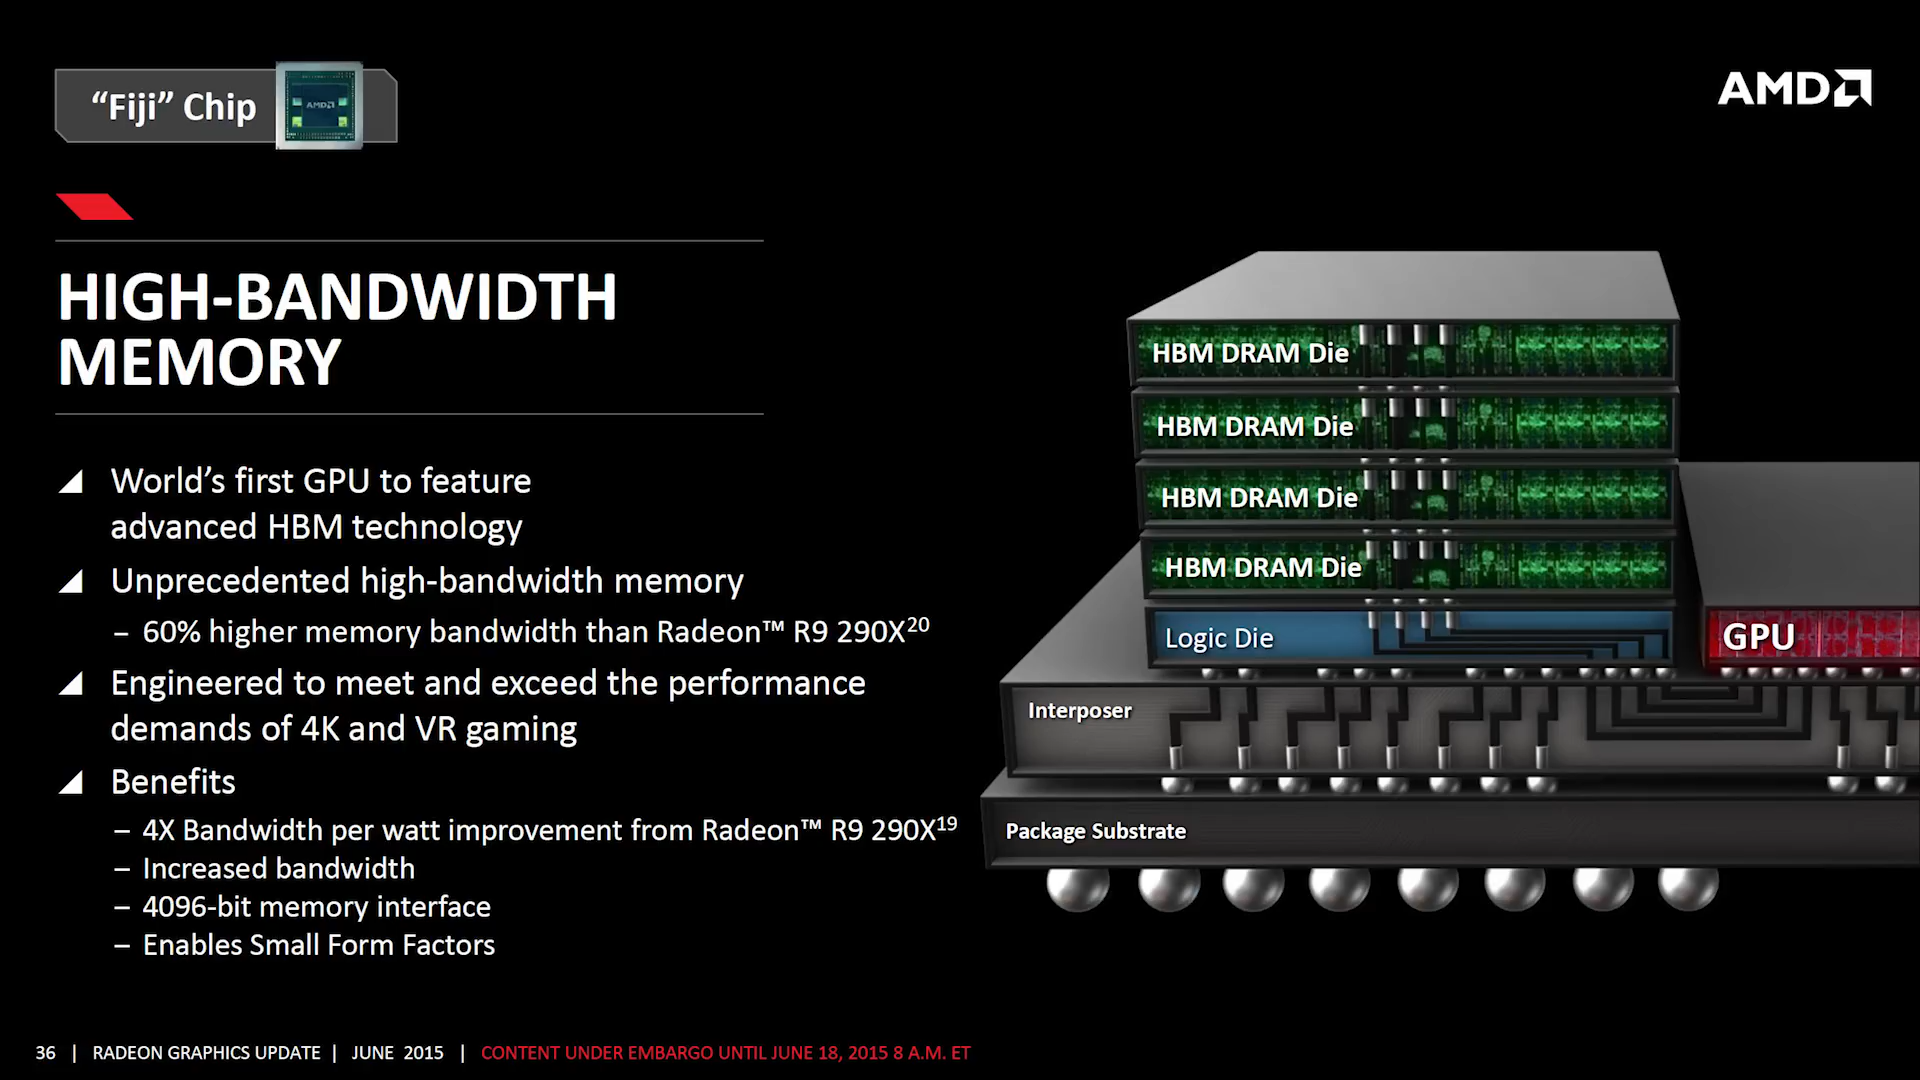 “Fiji” Chip
AMD
AMD
HIGH-BANDWIDTH
MEMORY
World’s first GPU to feature
advanced HBM technology
Unprecedented high-bandwidth memory
– 60% higher memory bandwidth than Radeon™ R9 290X²⁰
Engineered to meet and exceed the performance
demands of 4K and VR gaming
Benefits
– 4X Bandwidth per watt improvement from Radeon™ R9 290X¹⁹
– Increased bandwidth
– 4096-bit memory interface
– Enables Small Form Factors
HBM DRAM Die
HBM DRAM Die
HBM DRAM Die
HBM DRAM Die
Logic Die
GPU
Interposer
Package Substrate
36 | RADEON GRAPHICS UPDATE | JUNE 2015 | CONTENT UNDER EMBARGO UNTIL JUNE 18, 2015 8 A.M. ET